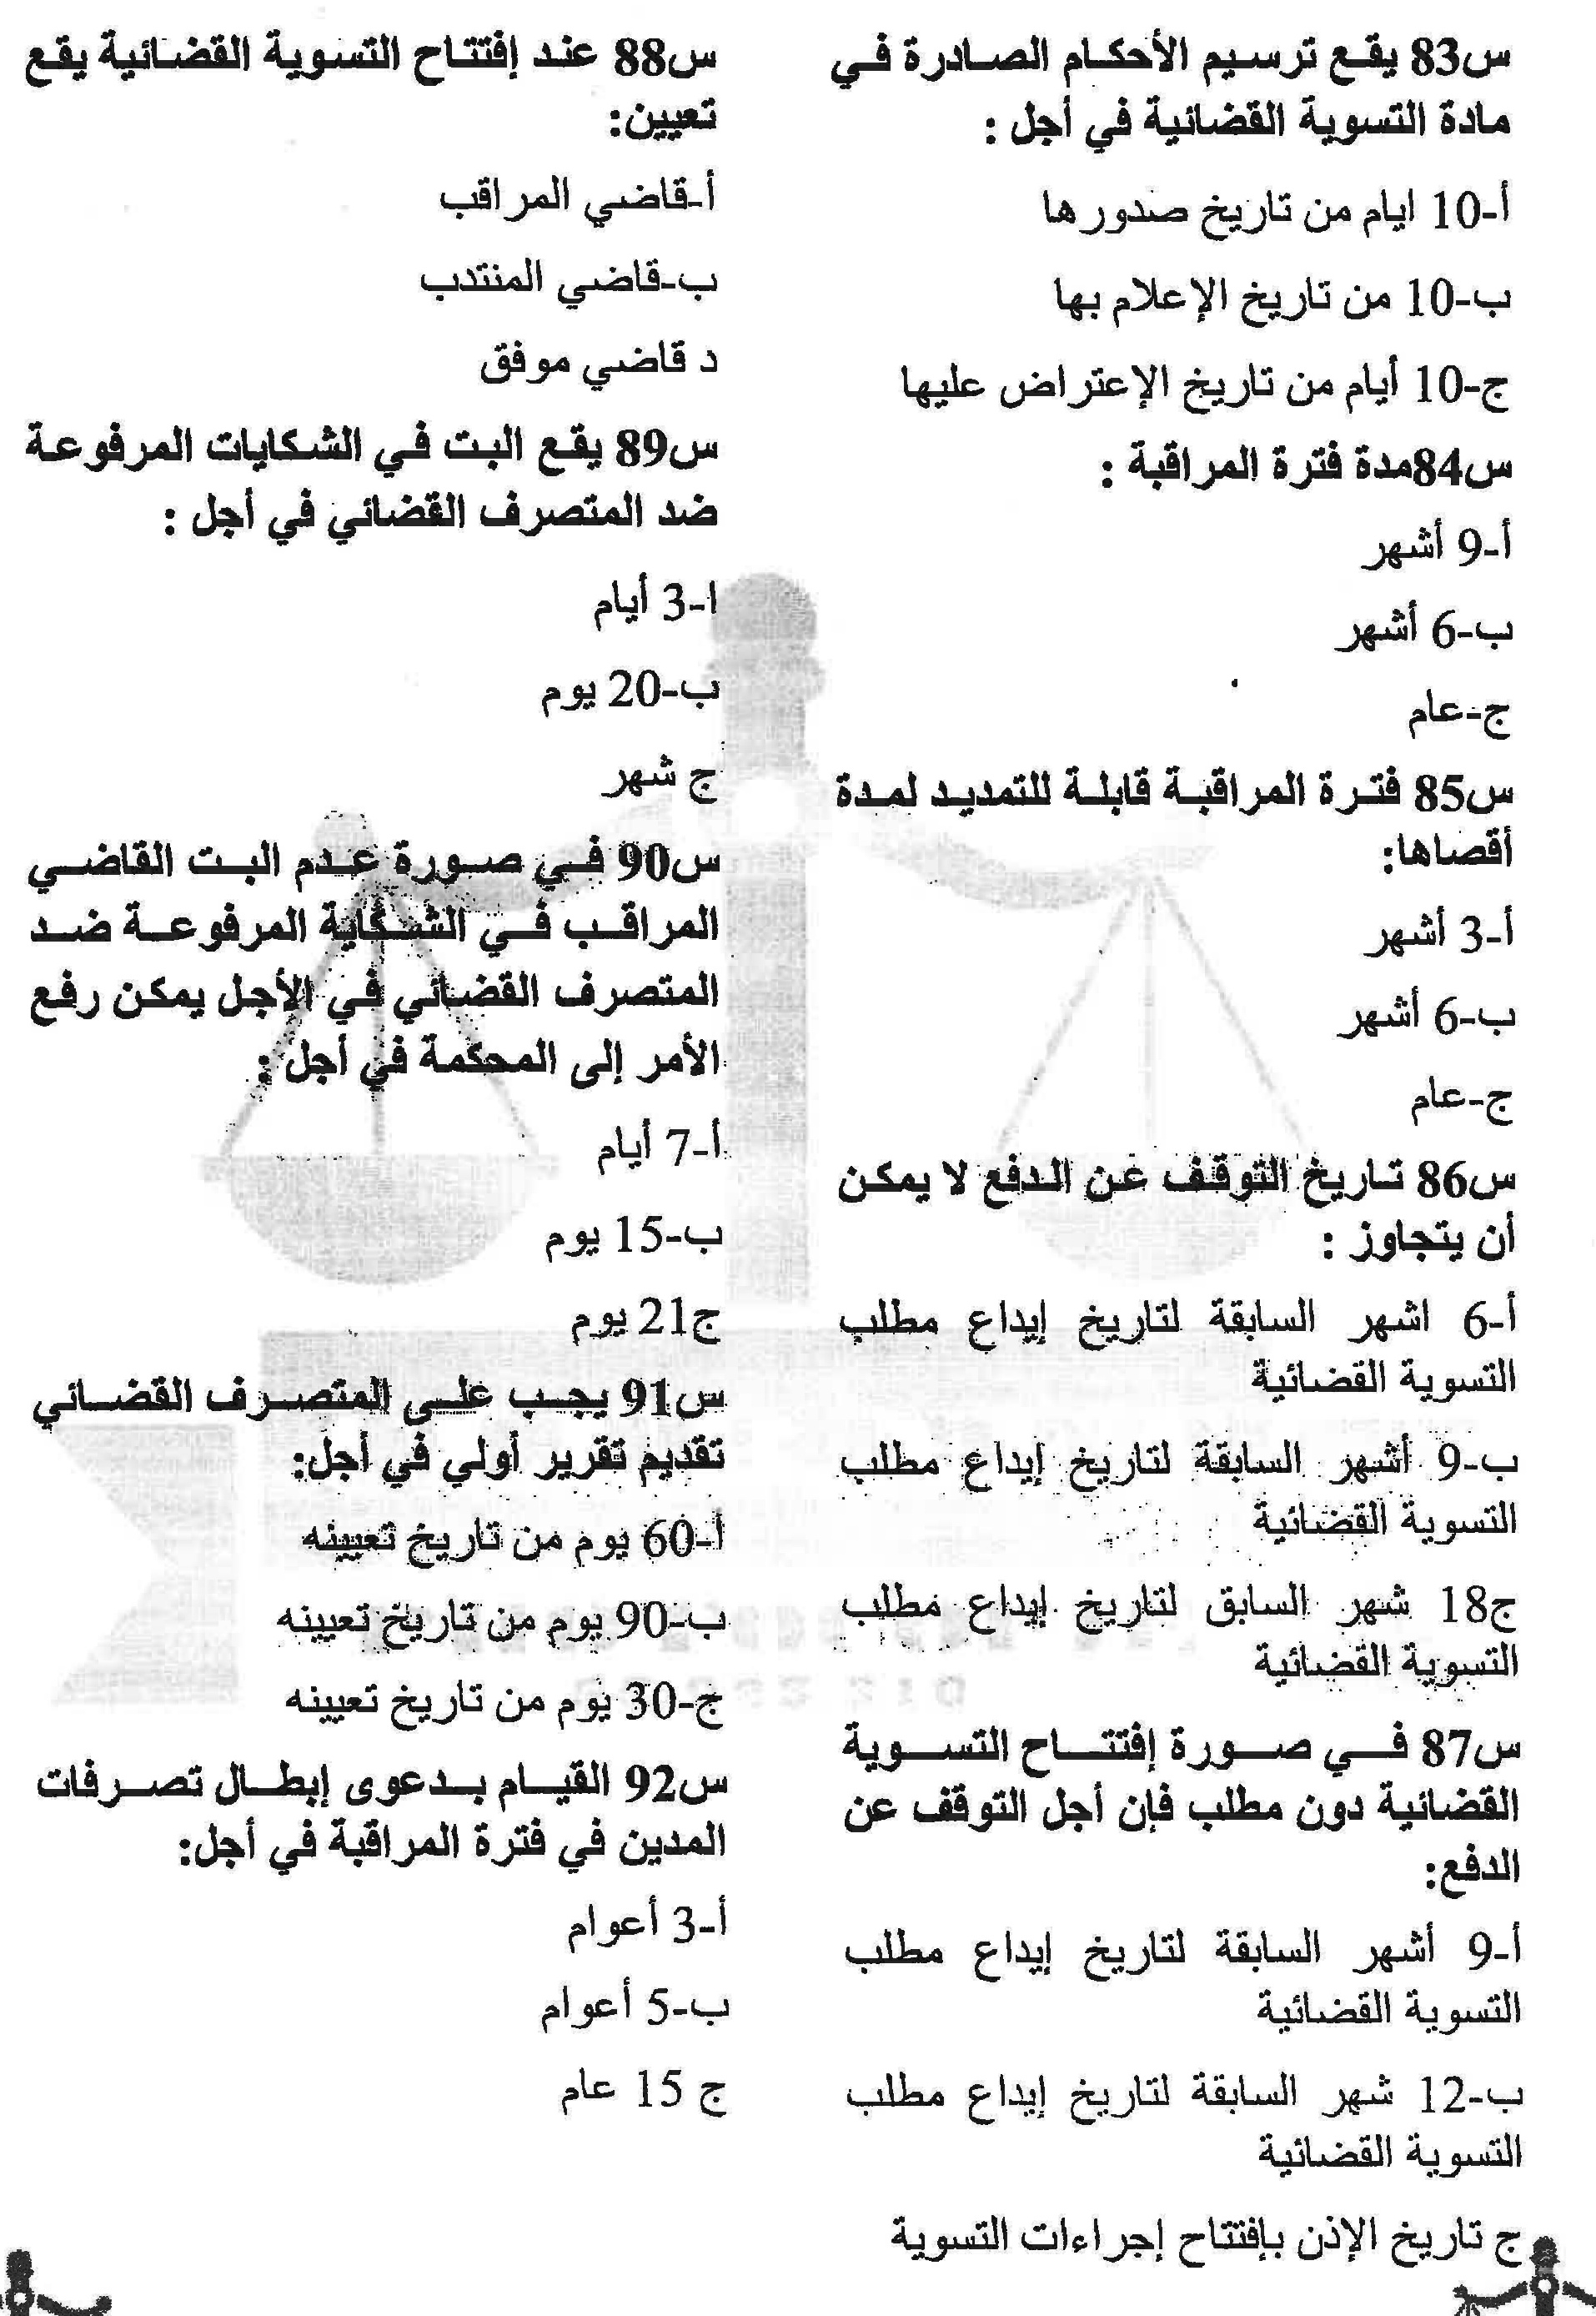 س83 يقع ترسيم الأحكام الصادرة في
مادة التسوية القضائية في أجل :
أ-10 ايام من تاريخ صدورها
ب-10 من تاريخ الإعلام بها
ج-10 أيام من تاريخ الإعتراض عليها
س84مدة فترة المراقبة :
أ-9 أشهر
ب-6 أشهر
ج-عام
س85 فترة المراقبة قابلة للتمديد لمدة
أقصاها:
أ-3 أشهر
ب-6 أشهر
ج-عام
س86 تاريخ التوقف عن الدفع لا يمكن
أن يتجاوز :
أ-6 اشهر السابقة لتاريخ إيداع مطلب
التسوية القضائية
ب-9 أشهر السابقة لتاريخ إيداع مطلب
التسوية القضائية
ج18 شهر السابق لتاريخ إيداع مطلب
التسوية القضائية
س87 في صورة إفتتاح التسوية
القضائية دون مطلب فإن أجل التوقف عن
الدفع:
أ-9 أشهر السابقة لتاريخ إيداع مطلب
التسوية القضائية
ب-12 شهر السابقة لتاريخ إيداع مطلب
التسوية القضائية
ج تاريخ الإذن بإفتتاح إجراءات التسوية
س88 عند إفتتاح التسوية القضائية يقع
تعيين:
أ-قاضي المراقب
ب-قاضي المنتدب
د قاضي موفق
س89 يقع البت في الشكايات المرفوعة
ضد المتصرف القضائي في أجل :
ا-3 أيام
ب-20 يوم
ج شهر
س90 في صورة عدم البت القاضي
المراقب في الشكاية المرفوعة ضد
المتصرف القضائي في الأجل يمكن رفع
الأمر إلى المحكمة في أجل :
أ-7 أيام
ب-15 يوم
ج21 يوم
س91 يجب على المتصرف القضائي
تقديم تقرير أولي في أجل:
أ-60 يوم من تاريخ تعيينه
ب-90 يوم من تاريخ تعيينه
ج-30 يوم من تاريخ تعيينه
س92 القيام بدعوى إبطال تصرفات
المدين في فترة المراقبة في أجل:
أ-3 أعوام
ب-5 أعوام
ج 15 عام